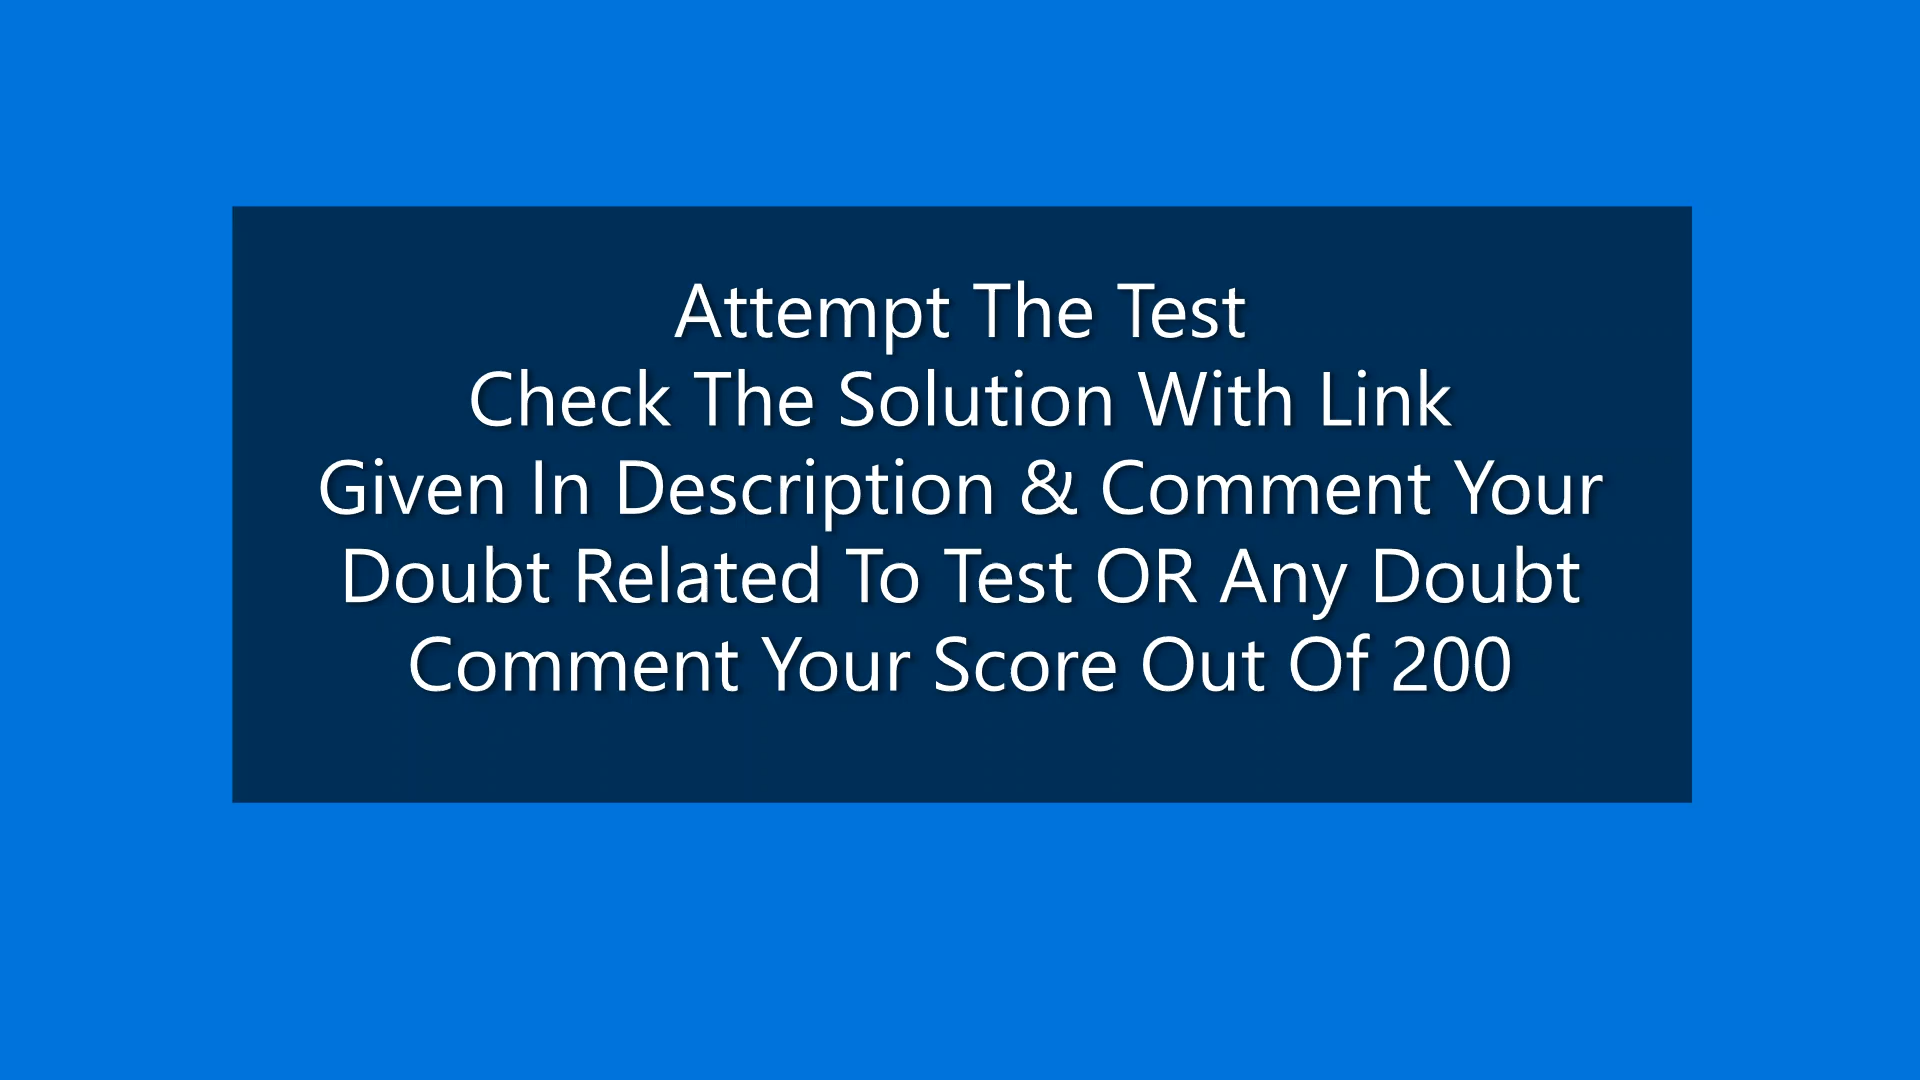 Attempt The Test
Check The Solution With Link
Given In Description & Comment Your
Doubt Related To Test OR Any Doubt
Comment Your Score Out Of 200